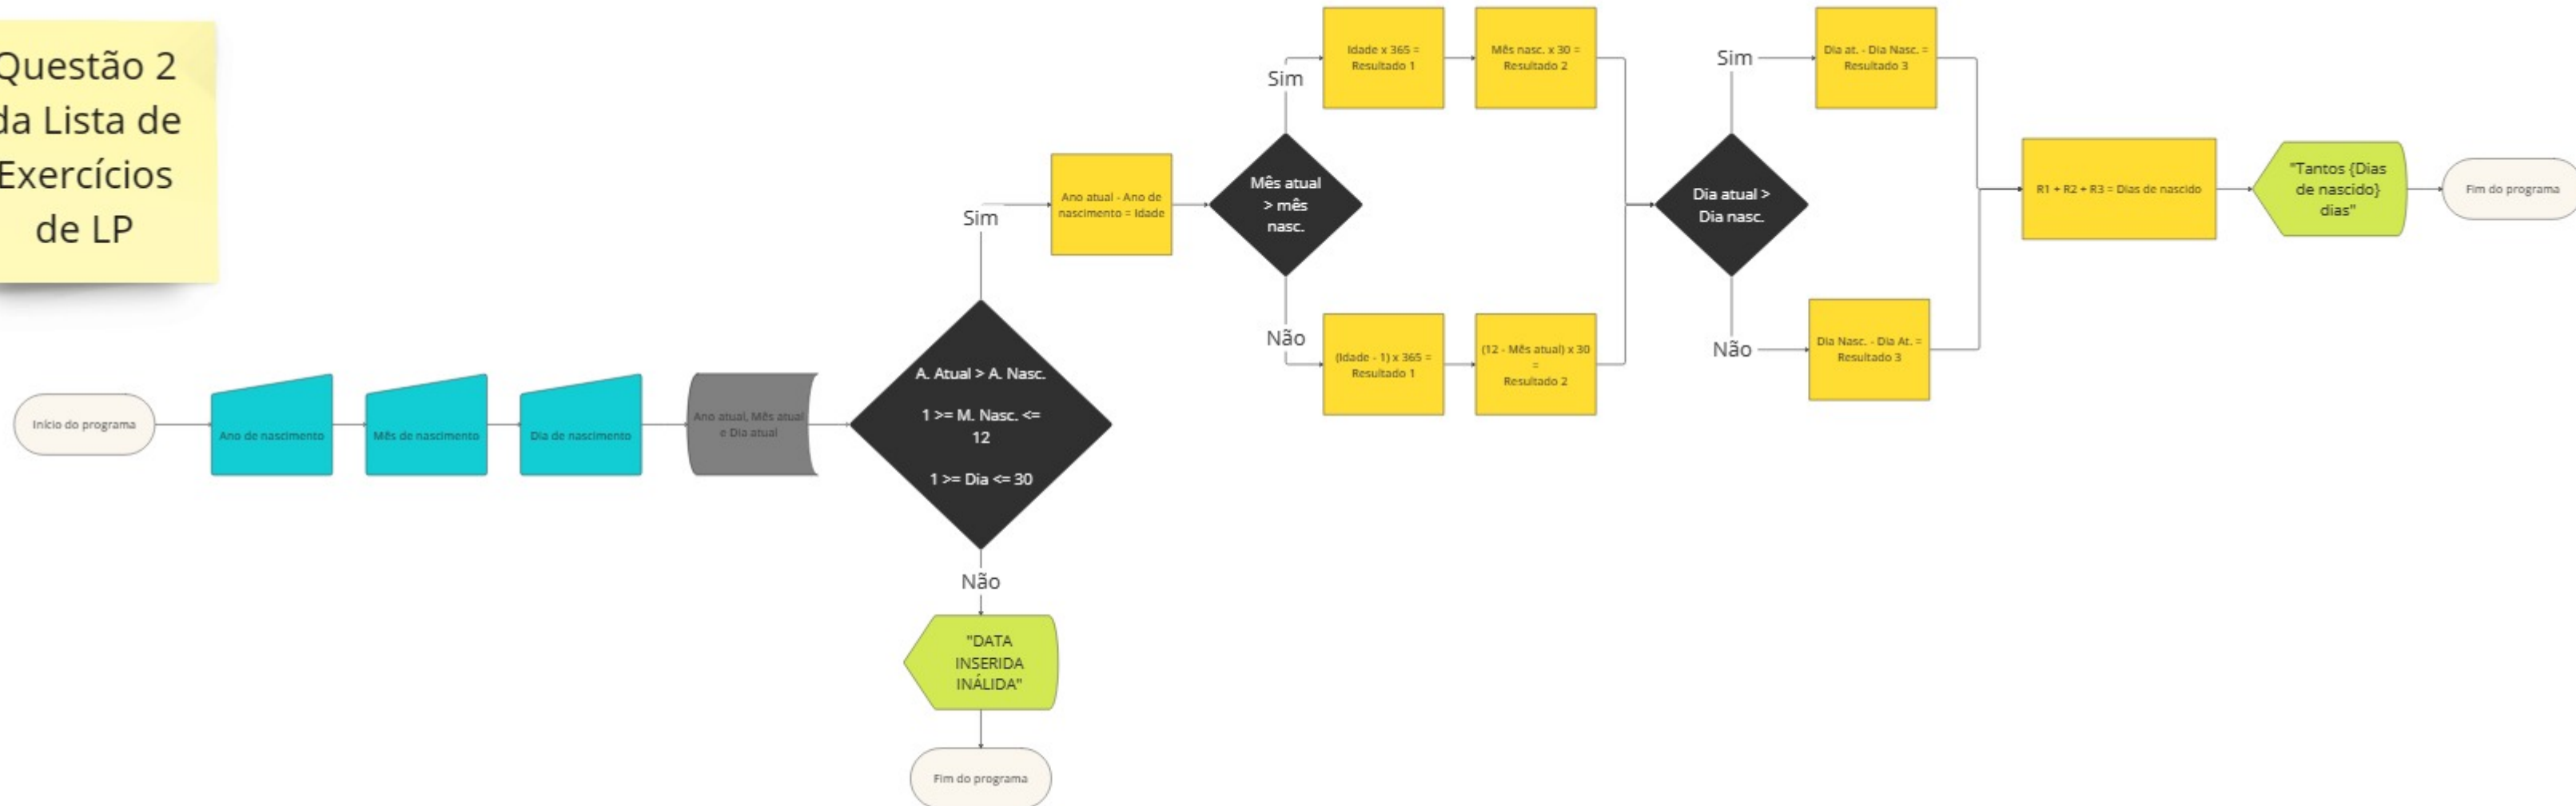 Questão 2
da Lista de
Exercícios
de LP
Início do programa
Ano de nascimento
Mês de nascimento
Dia de nascimento
Ano atual, Mês atual
e Dia atual
A. Atual > A. Nasc.
1 >= M. Nasc. <=
12
1 >= Dia <= 30
Não
"DATA
INSERIDA
INÁLIDA"
Fim do programa
Sim
Ano atual - Ano de
nascimento = Idade
Mês atual
> mês
nasc.
Sim
Idade x 365 =
Resultado 1
Mês nasc. x 30 =
Resultado 2
Não
(Idade - 1) x 365 =
Resultado 1
(12 - Mês atual) x 30
=
Resultado 2
Dia atual >
Dia nasc.
Sim
Dia at. - Dia Nasc. =
Resultado 3
Não
Dia Nasc. - Dia At. =
Resultado 3
R1 + R2 + R3 = Dias de nascido
"Tantos {Dias
de nascido}
dias"
Fim do programa